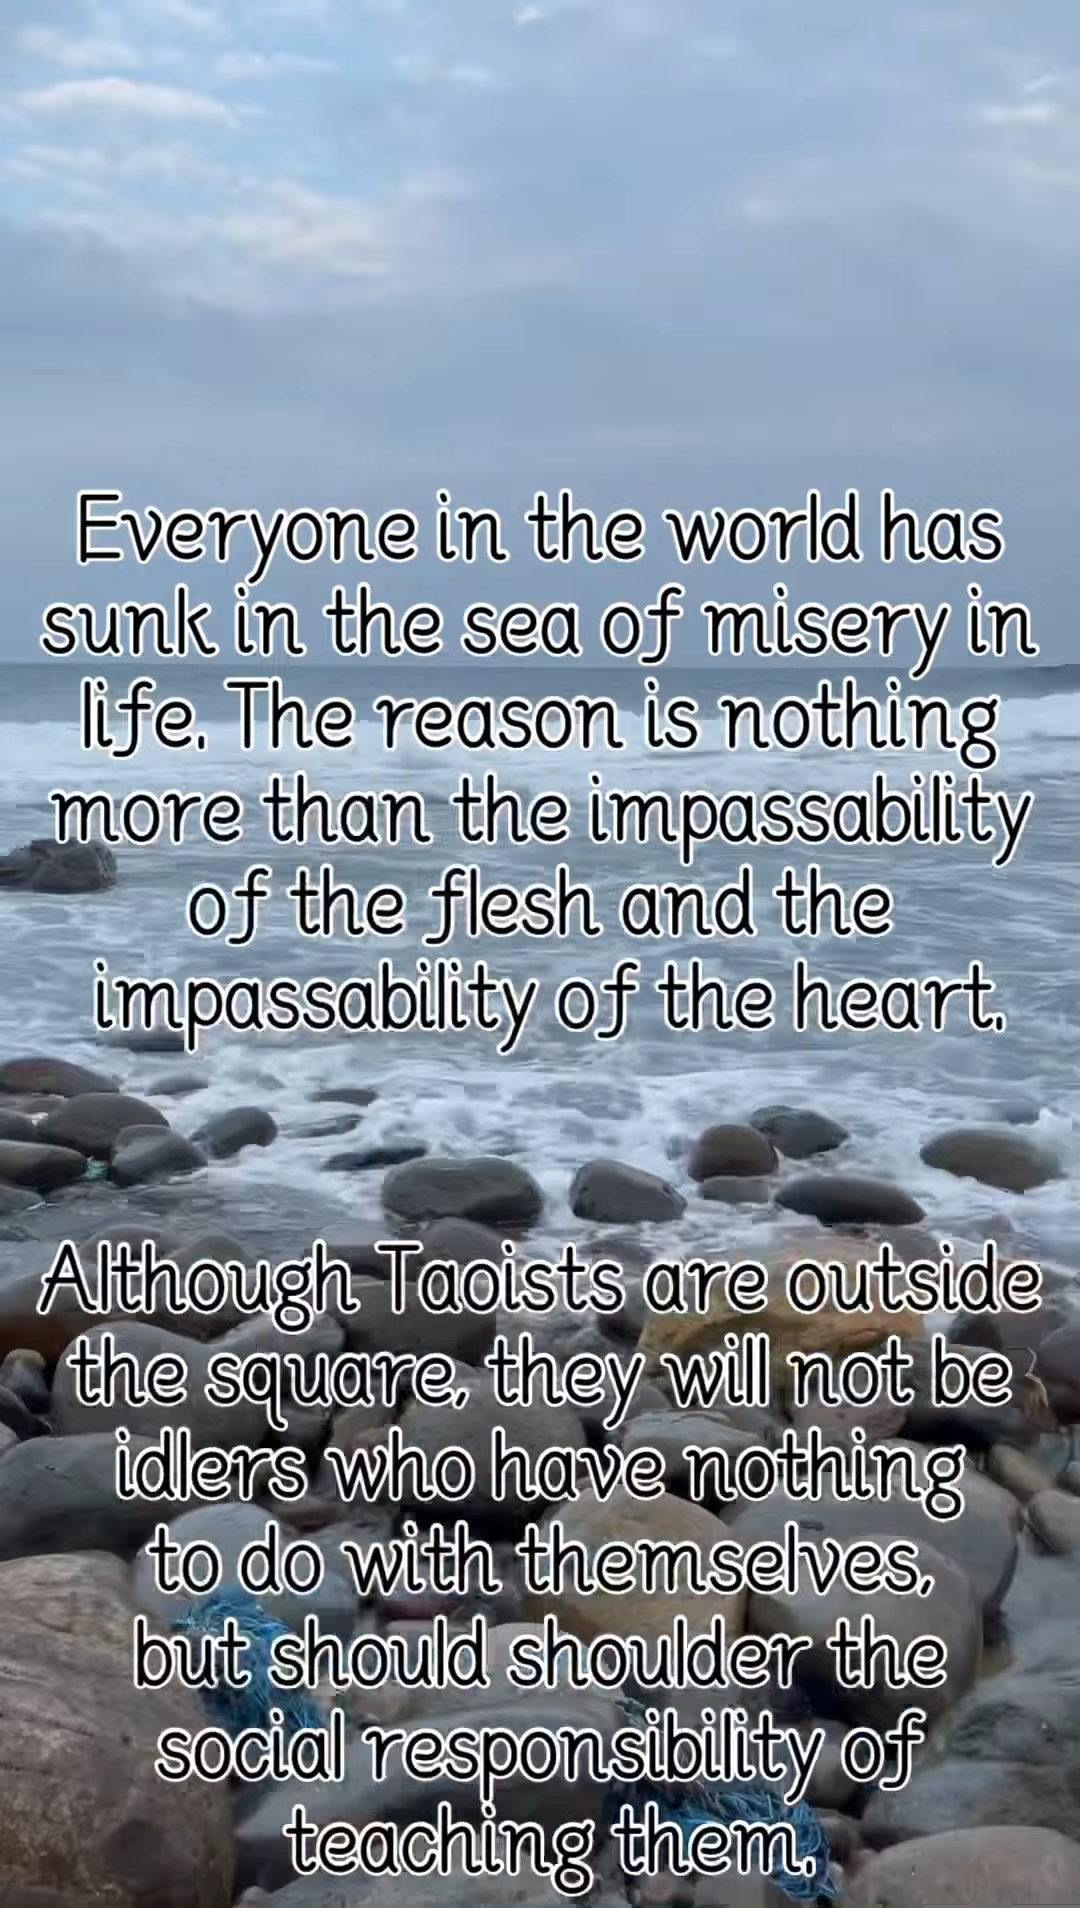 Everyone in the world has
sunk in the sea of misery in
life. The reason is nothing
more than the impassability
of the flesh and the
impassability of the heart.
Although Taoists are outside
the square, they will not be
idlers who have nothing
to do with themselves,
but should shoulder the
social responsibility of
teaching them.